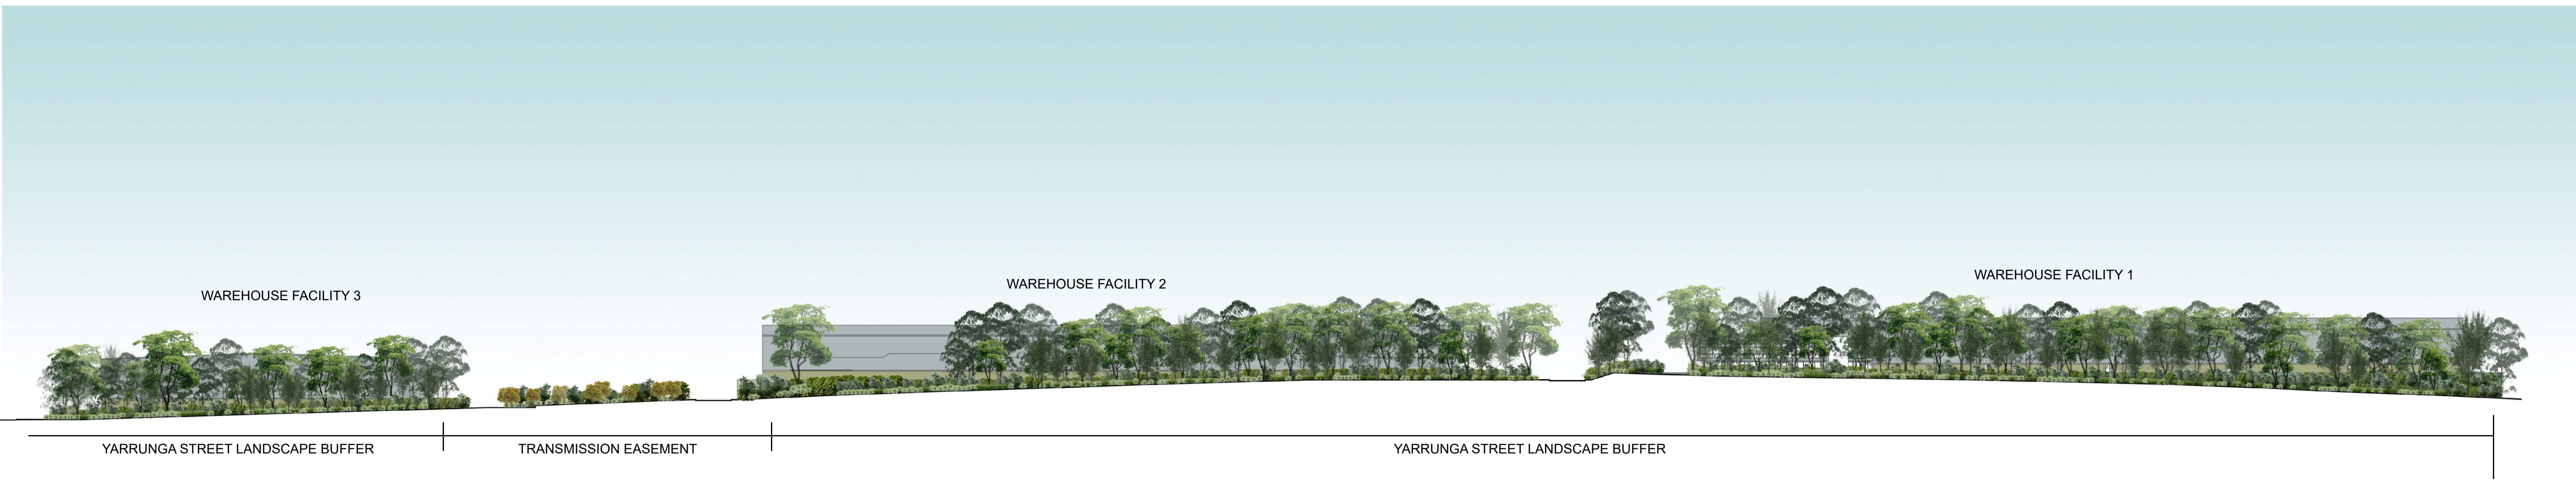 WAREHOUSE FACILITY 3
WAREHOUSE FACILITY 2
WAREHOUSE FACILITY 1
YARRUNGA STREET LANDSCAPE BUFFER
TRANSMISSION EASEMENT
YARRUNGA STREET LANDSCAPE BUFFER